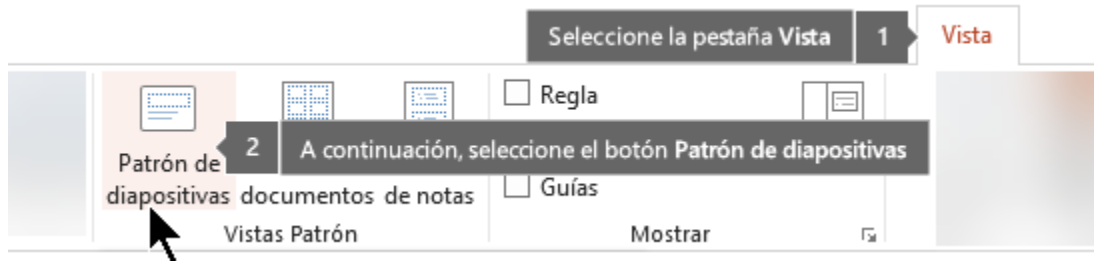 Seleccione la pestaña Vista 1 Vista
Regla
2 A continuación, seleccione el botón Patrón de diapositivas
Patrón de
diapositivas documentos de notas
Guías
Vistas Patrón Mostrar